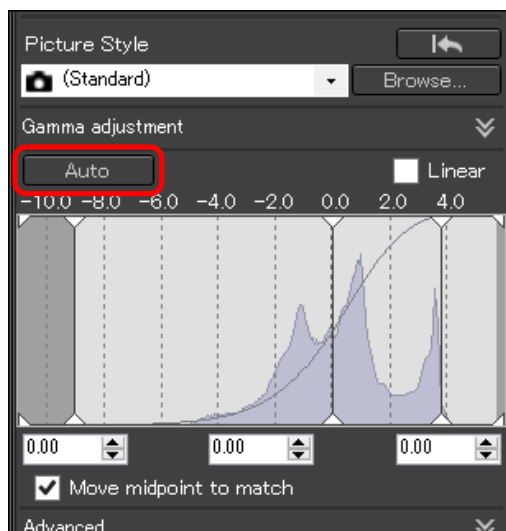 Picture Style
(Standard)
Browse...
Gamma adjustment
Auto
Linear
-10.0 -8.0 -6.0 -4.0 -2.0 0.0 2.0 4.0
0.00 0.00 0.00
Move midpoint to match
Advanced